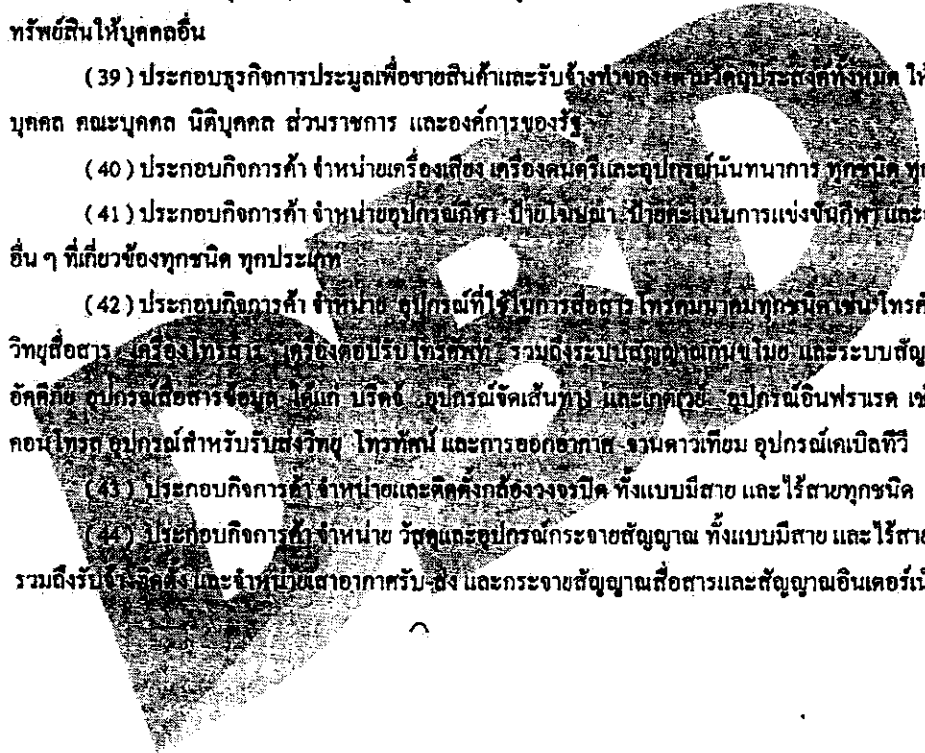 ทรัพย์สินให้บุคคลอื่น
(39) ประกอบธุรกิจการประมูลเพื่อขายสินค้าและรับจ้างทำของ ตามวัตถุประสงค์ทั้งหมด ให้
บุคคล คณะบุคคล นิติบุคคล ส่วนราชการ และองค์การของรัฐ
(40) ประกอบกิจการค้า จำหน่ายเครื่องเสียง เครื่องดนตรีและอุปกรณ์นันทนาการ ทุกชนิด ทุก
(41) ประกอบกิจการค้า จำหน่ายอุปกรณ์กีฬา ป้ายโฆษณา ป้ายคะแนนการแข่งขันกีฬา และ
อื่น ๆ ที่เกี่ยวข้องทุกชนิด ทุกประเภท
(42) ประกอบกิจการค้า จำหน่าย อุปกรณ์ที่ใช้ในการสื่อสารโทรคมนาคมทุกชนิดเช่น โทรศั
วิทยุสื่อสาร เครื่องโทรสาร เครื่องตอบรับโทรศัพท์ รวมถึงระบบสัญญาณกันขโมย และระบบสัญ
อัคคีภัย อุปกรณ์สื่อสารข้อมูล ได้แก่ บริดจ์ อุปกรณ์จัดเส้นทาง และเกตเวย์ อุปกรณ์อินฟราเรด เช
คอนโทรล อุปกรณ์สำหรับรับส่งวิทยุ โทรทัศน์ และการออกอากาศ จานดาวเทียม อุปกรณ์เคเบิลทีวี
(43) ประกอบกิจการค้า จำหน่ายและติดตั้งกล้องวงจรปิด ทั้งแบบมีสาย และไร้สายทุกชนิด
(44) ประกอบกิจการค้า จำหน่าย วัสดุและอุปกรณ์กระจายสัญญาณ ทั้งแบบมีสาย และไร้สาย
รวมถึงรับจ้างติดตั้ง และจำหน่ายเสาอากาศรับ-ส่ง และกระจายสัญญาณสื่อสารและสัญญาณอินเตอร์เน
DBD